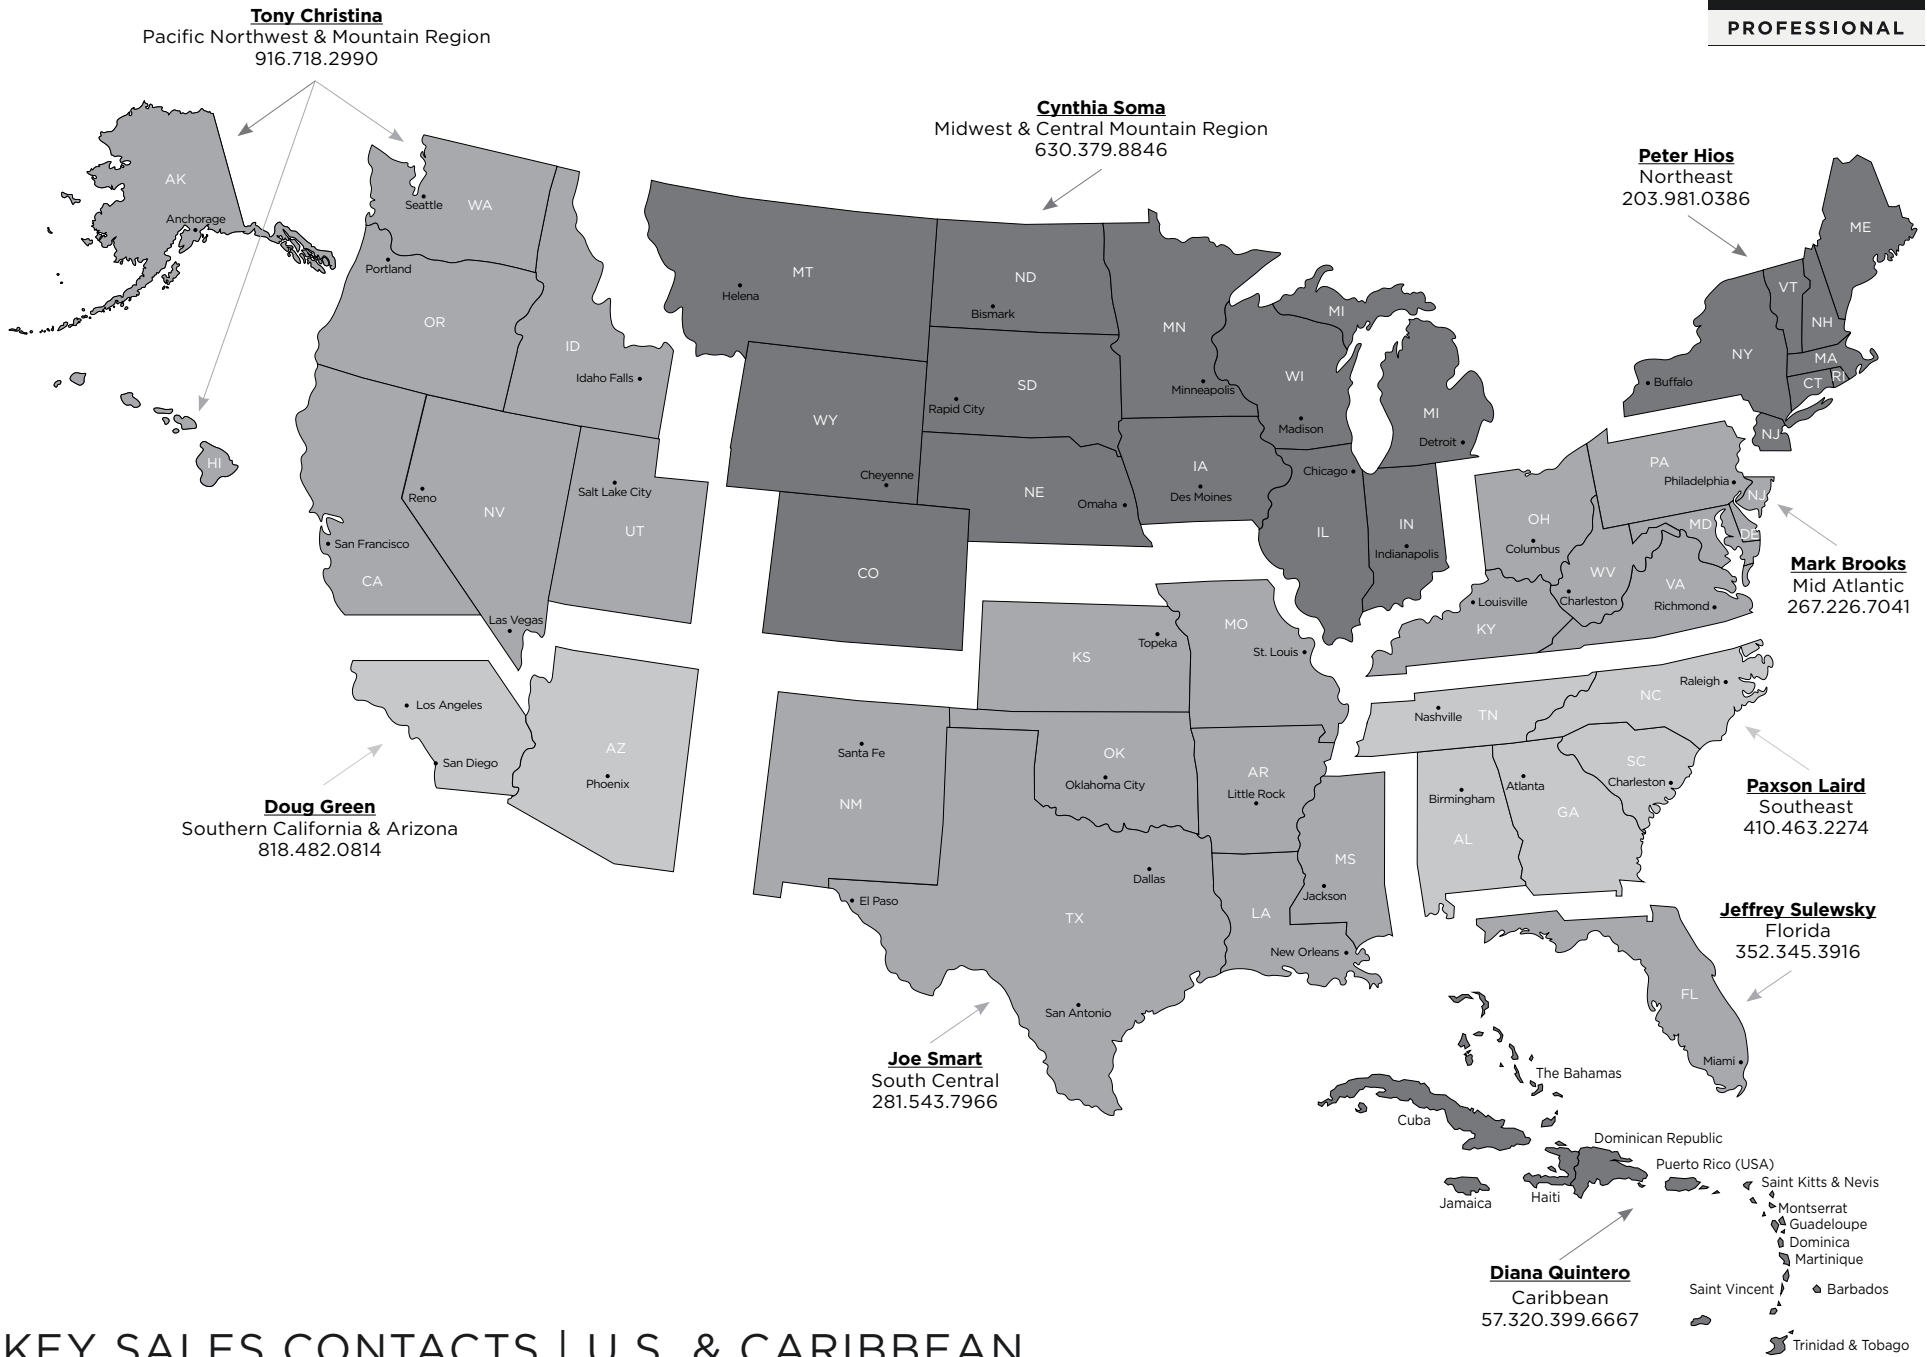 PROFESSIONAL
Tony Christina
Pacific Northwest & Mountain Region
916.718.2990
Cynthia Soma
Midwest & Central Mountain Region
630.379.8846
Peter Hios
Northeast
203.981.0386
AK
Anchorage
HI
WA
Seattle
Portland
OR
ID
Idaho Falls
Reno
NV
Salt Lake City
UT
San Francisco
CA
Las Vegas
MT
Helena
ND
Bismark
SD
Rapid City
WY
Cheyenne
NE
Omaha
CO
MN
Minneapolis
WI
Madison
MI
MI
Detroit
IA
Des Moines
Chicago
IL
IN
Indianapolis
ME
VT
NH
NY
Buffalo
MA
CT
RI
NJ
PA
Philadelphia
NJ
OH
Columbus
MD
DE
WV
Charleston
VA
Richmond
Louisville
KY
Mark Brooks
Mid Atlantic
267.226.7041
Los Angeles
San Diego
AZ
Phoenix
Doug Green
Southern California & Arizona
818.482.0814
KS
Topeka
MO
St. Louis
Santa Fe
NM
OK
Oklahoma City
AR
Little Rock
MS
Jackson
LA
New Orleans
Dallas
El Paso
TX
San Antonio
Joe Smart
South Central
281.543.7966
Nashville
TN
NC
Raleigh
SC
Charleston
Atlanta
GA
Birmingham
AL
Paxson Laird
Southeast
410.463.2274
Jeffrey Sulewsky
Florida
352.345.3916
FL
Miami
The Bahamas
Cuba
Dominican Republic
Puerto Rico (USA)
Jamaica
Haiti
Saint Kitts & Nevis
Montserrat
Guadeloupe
Dominica
Martinique
Saint Vincent
Barbados
Trinidad & Tobago
Diana Quintero
Caribbean
57.320.399.6667
KEY SALES CONTACTS | U.S. & CARIBBEAN